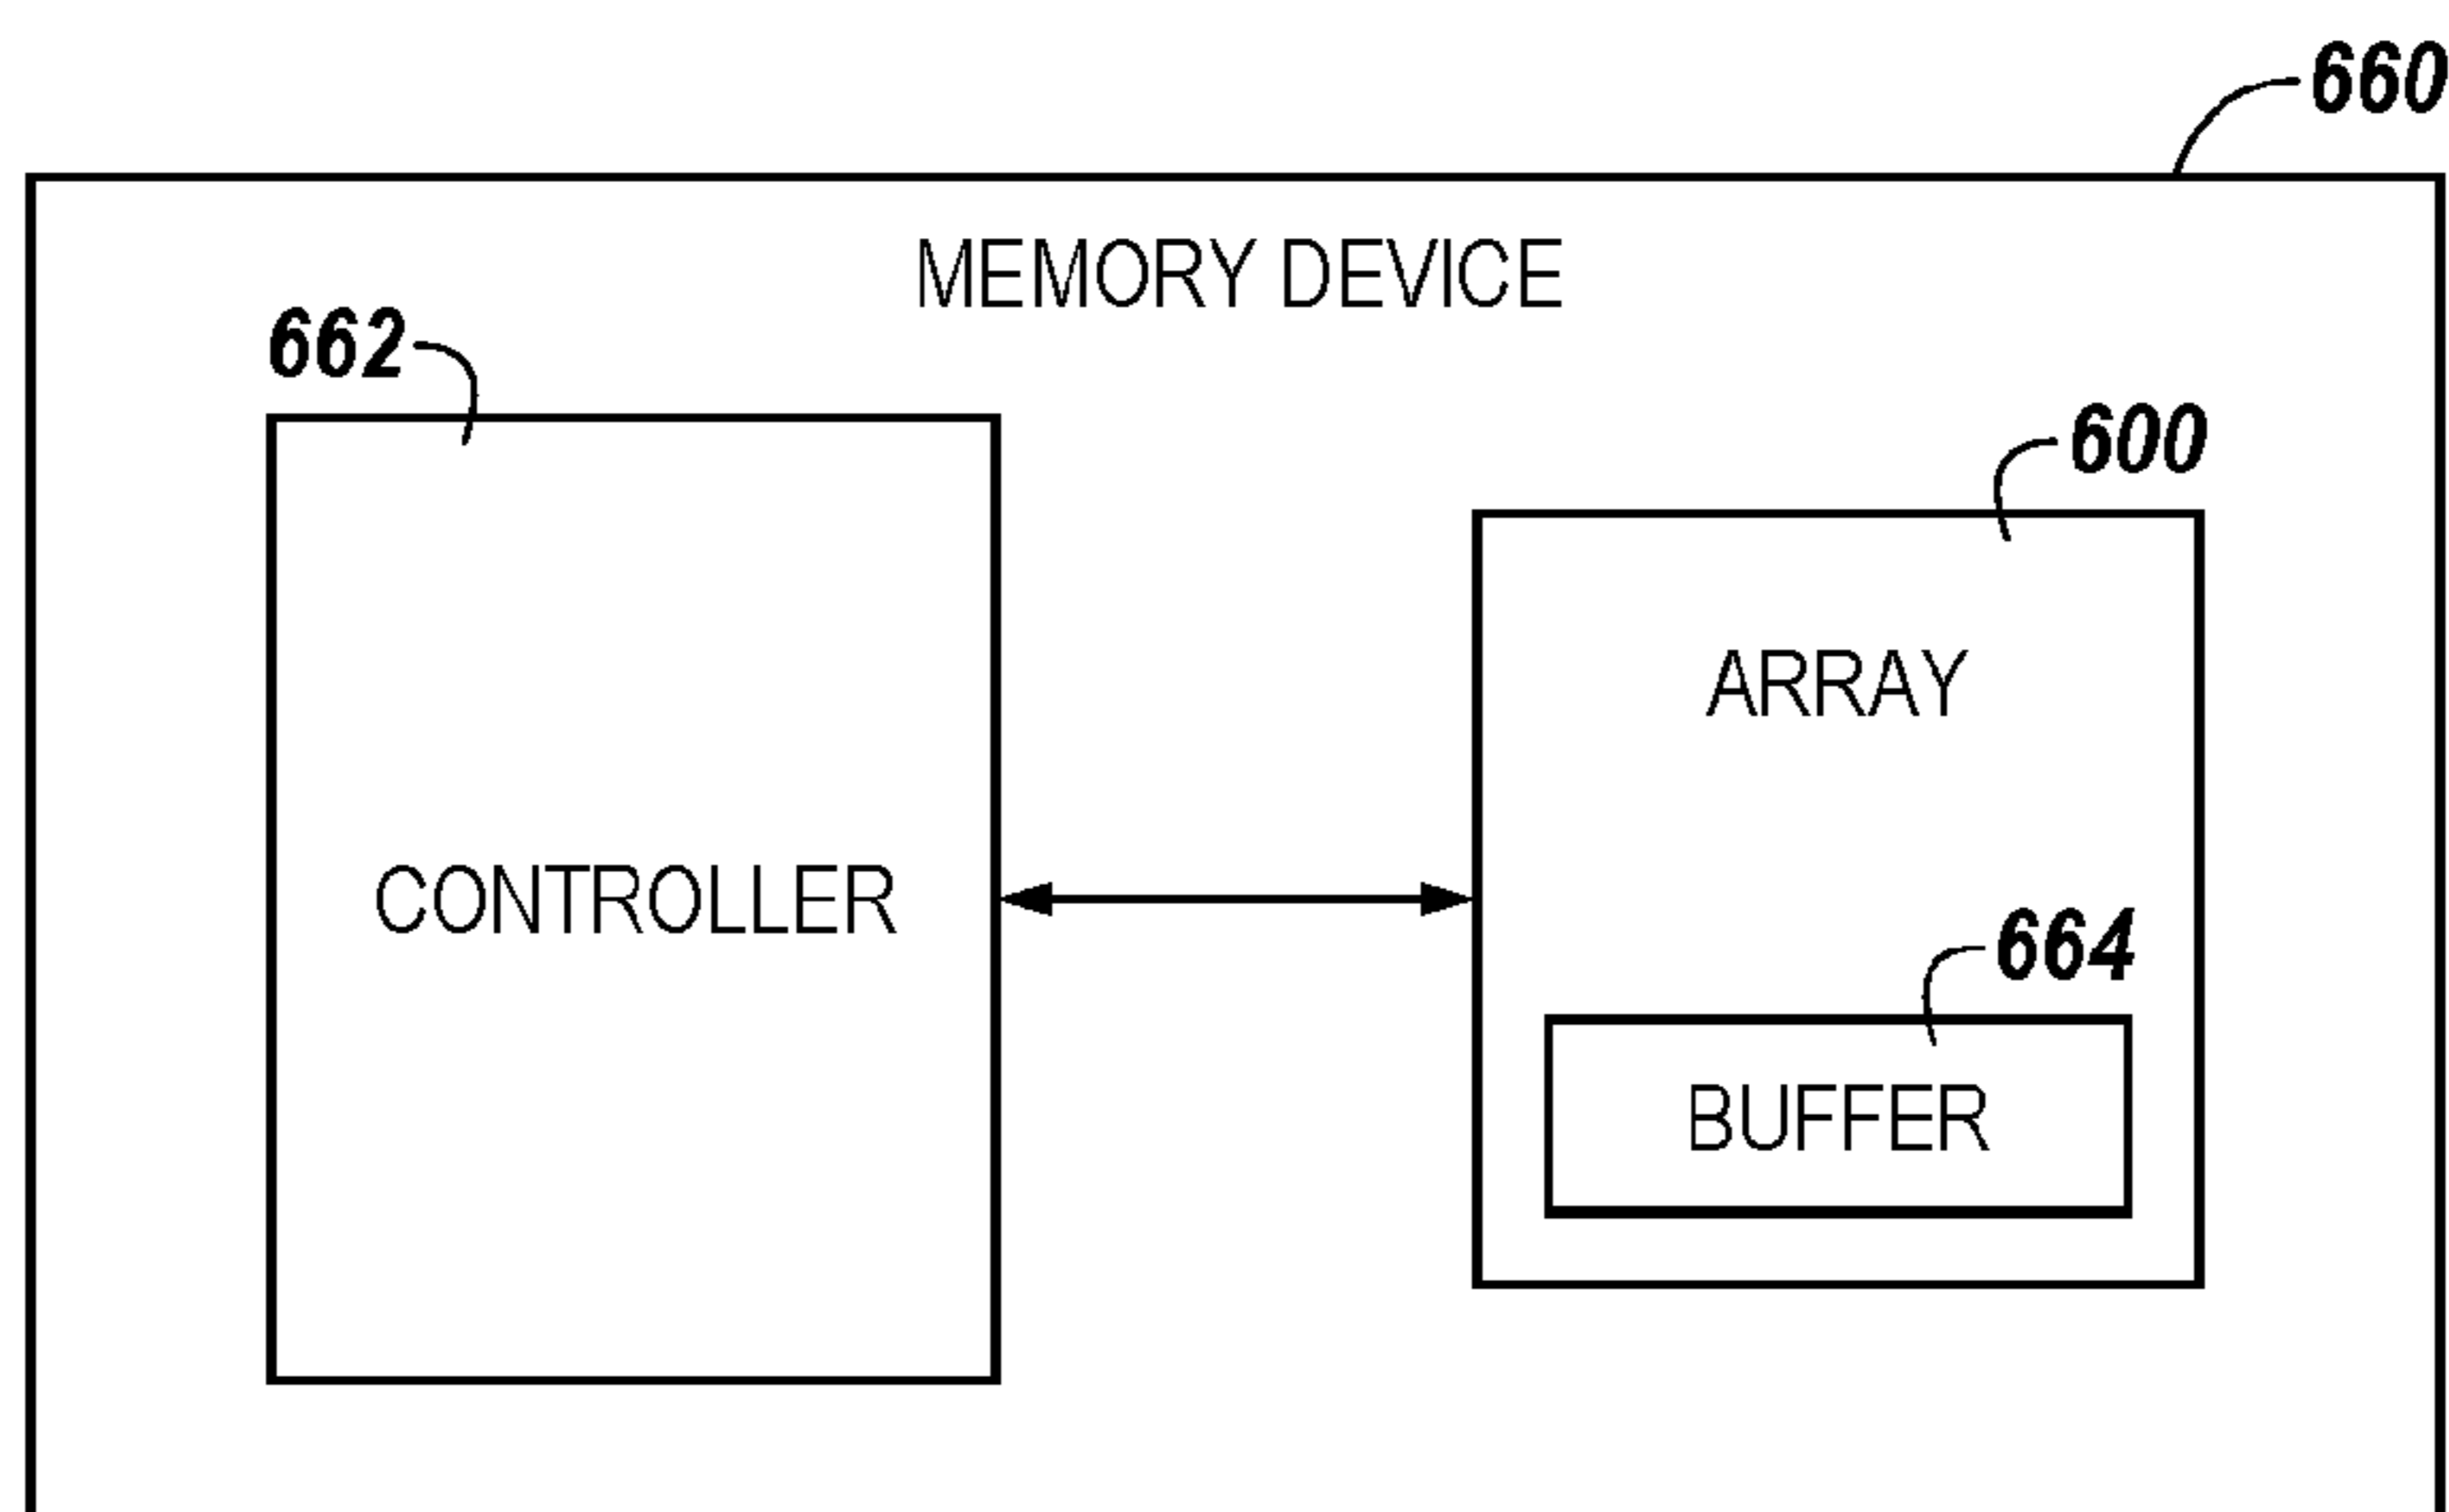 660
MEMORY DEVICE
662
600
ARRAY
CONTROLLER
664
BUFFER